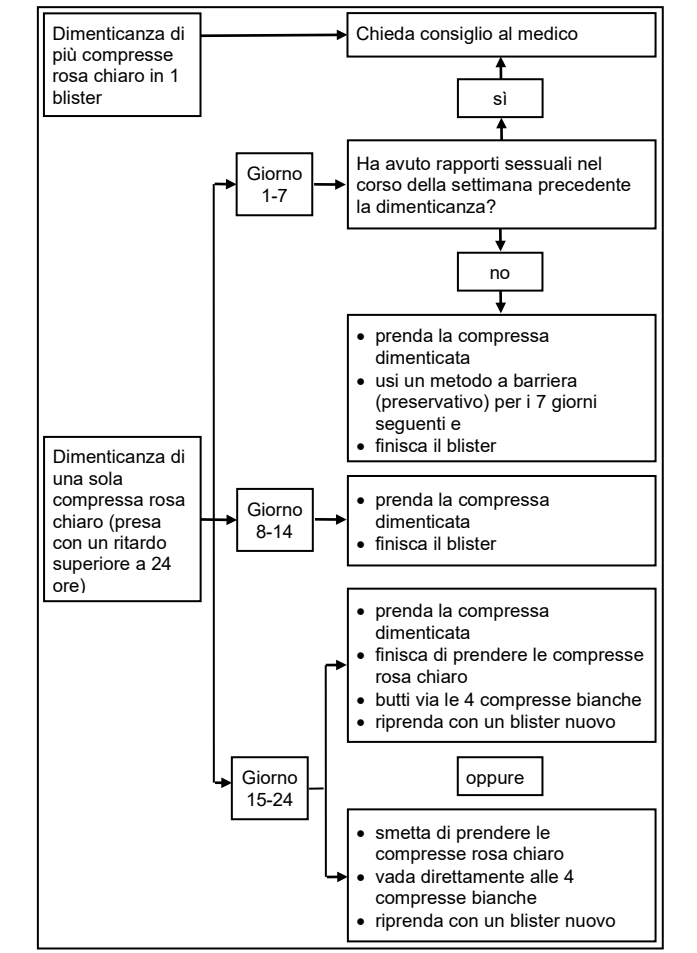 Dimenticanza di
più compresse
rosa chiaro in 1
blister
Chieda consiglio al medico
sì
Giorno
1-7
Ha avuto rapporti sessuali nel
corso della settimana precedente
la dimenticanza?
no
• prenda la compressa
dimenticata
• usi un metodo a barriera
(preservativo) per i 7 giorni
seguenti e
• finisca il blister
Dimenticanza di
una sola
compressa rosa
chiaro (presa
con un ritardo
superiore a 24
ore)
Giorno
8-14
• prenda la compressa
dimenticata
• finisca il blister
Giorno
15-24
• prenda la compressa
dimenticata
• finisca di prendere le compresse
rosa chiaro
• butti via le 4 compresse bianche
• riprenda con un blister nuovo
oppure
• smetta di prendere le
compresse rosa chiaro
• vada direttamente alle 4
compresse bianche
• riprenda con un blister nuovo